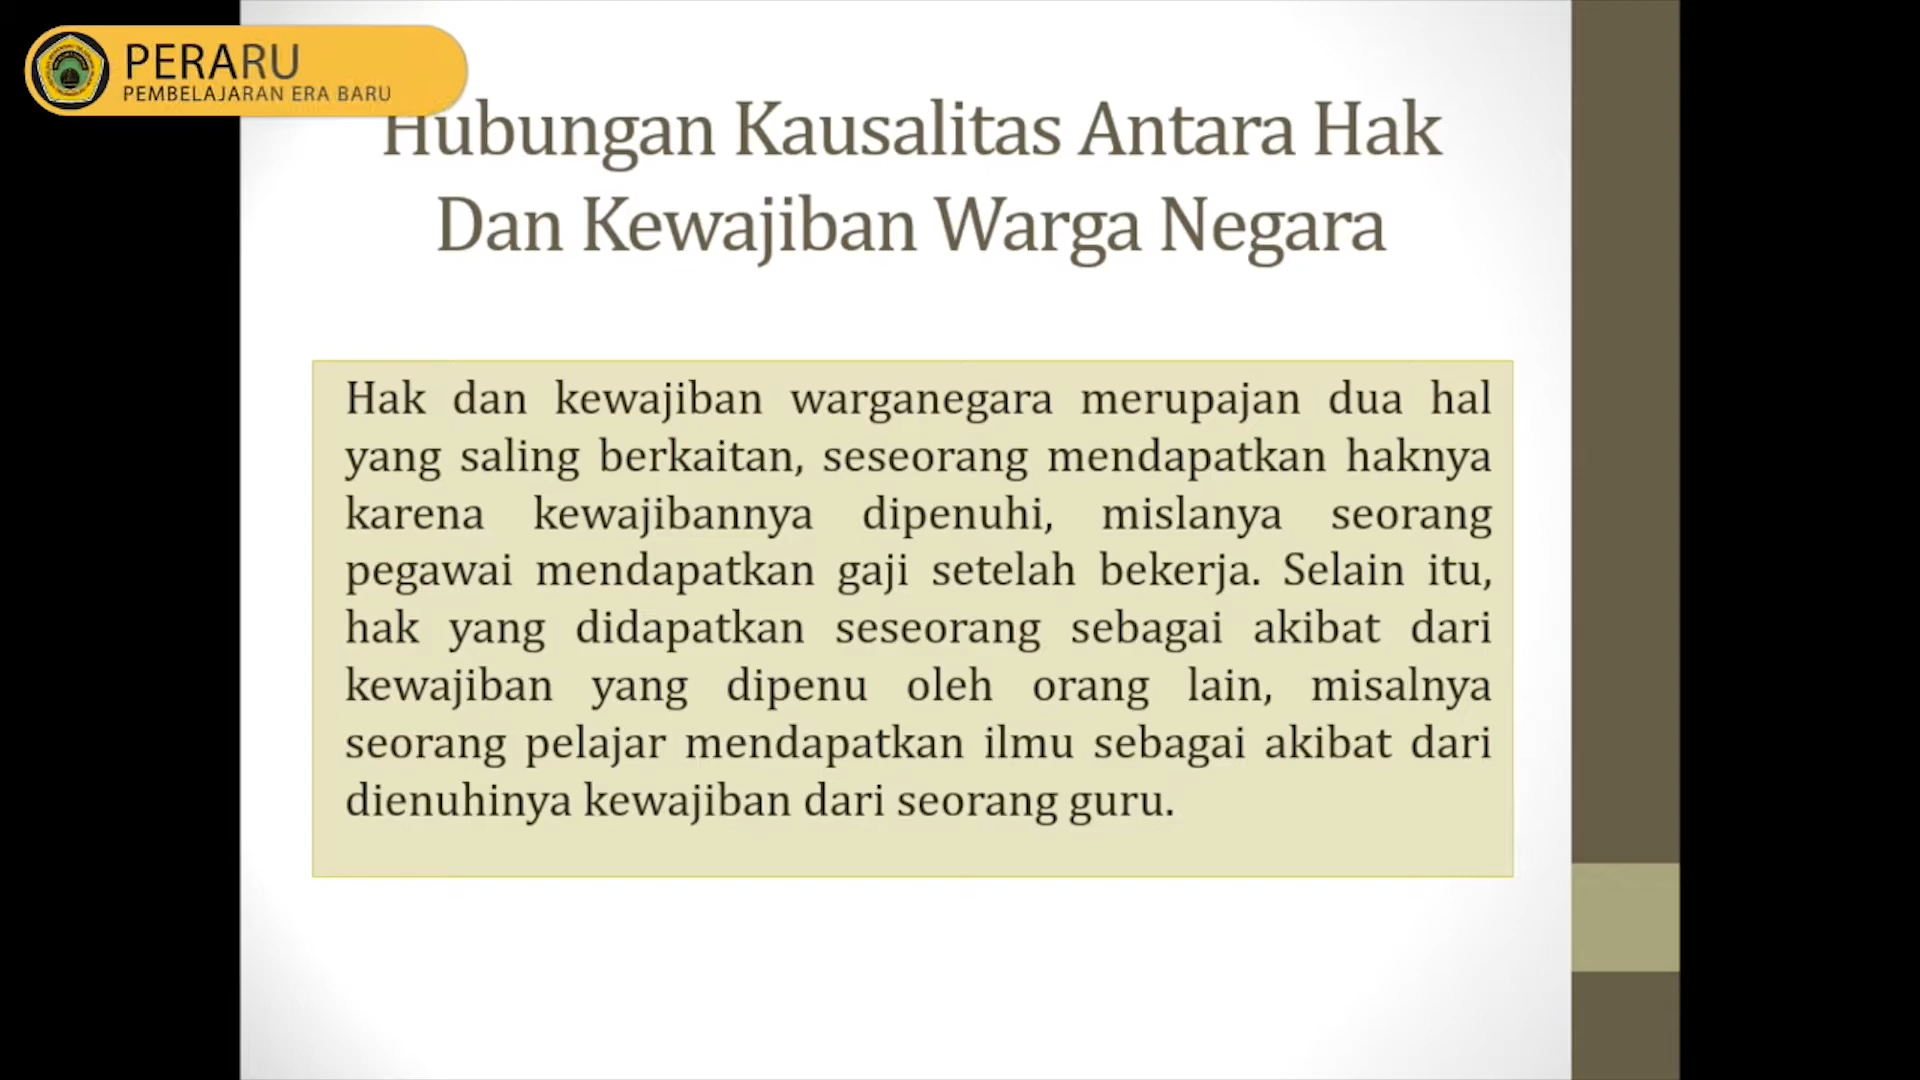 PERARU
PEMBELAJARAN ERA BARU
Hubungan Kausalitas Antara Hak
Dan Kewajiban Warga Negara
Hak dan kewajiban warganegara merupajan dua hal
yang saling berkaitan, seseorang mendapatkan haknya
karena kewajibannya dipenuhi, mislanya seorang
pegawai mendapatkan gaji setelah bekerja. Selain itu,
hak yang didapatkan seseorang sebagai akibat dari
kewajiban yang dipenu oleh orang lain, misalnya
seorang pelajar mendapatkan ilmu sebagai akibat dari
dienuhinya kewajiban dari seorang guru.